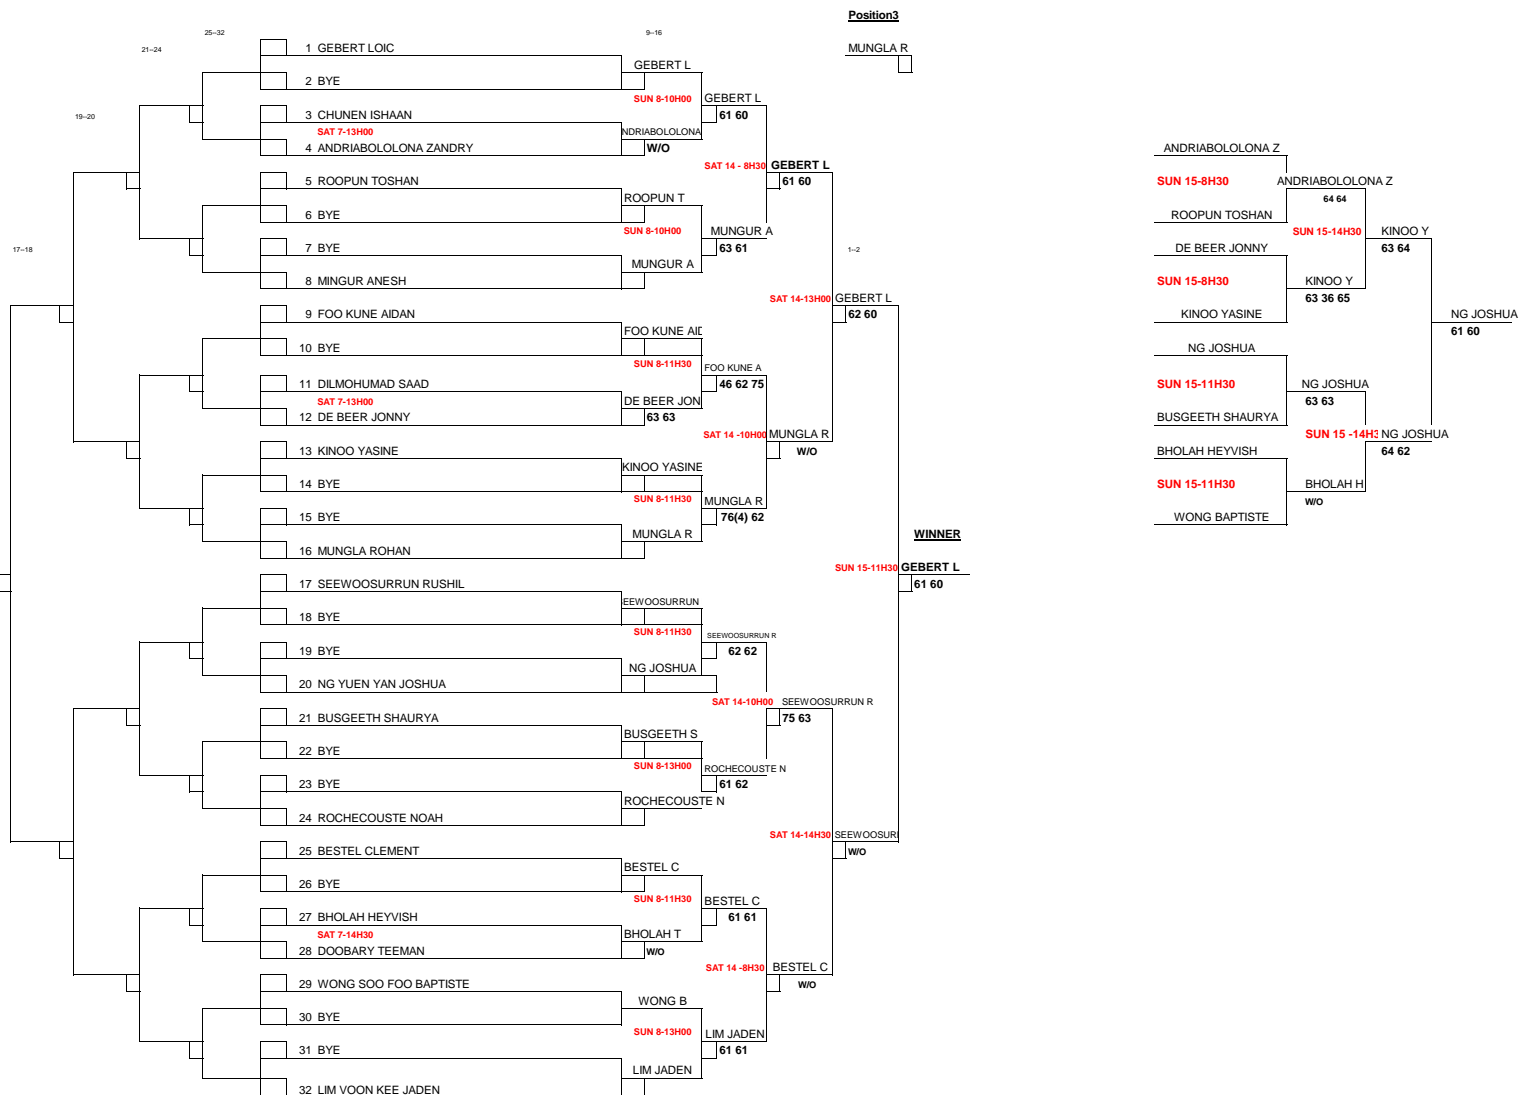 Position3
25--32
9--16
21--24
1 GEBERT LOIC
MUNGLA R
GEBERT L
2 BYE
SUN 8-10H00
GEBERT L
19--20
3 CHUNEN ISHAAN
61 60
SAT 7-13H00
NDRIABOLOLONA
4 ANDRIABOLOLONA ZANDRY
W/O
SAT 14 - 8H30
GEBERT L
5 ROOPUN TOSHAN
61 60
ROOPUN T
6 BYE
SUN 8-10H00
MUNGUR A
17--18
7 BYE
63 61
1--2
MUNGUR A
8 MINGUR ANESH
SAT 14-13H00
GEBERT L
9 FOO KUNE AIDAN
62 60
FOO KUNE AID
10 BYE
SUN 8-11H30
FOO KUNE A
11 DILMOHUMAD SAAD
46 62 75
SAT 7-13H00
DE BEER JON
12 DE BEER JONNY
63 63
SAT 14 -10H00
MUNGLA R
13 KINOO YASINE
W/O
KINOO YASINE
14 BYE
SUN 8-11H30
MUNGLA R
15 BYE
76(4) 62
MUNGLA R
16 MUNGLA ROHAN
WINNER
SUN 15-11H30
GEBERT L
17 SEEWOOSURRUN RUSHIL
61 60
EEWOOSURRUN
18 BYE
SUN 8-11H30
SEEWOOSURRUN R
19 BYE
62 62
NG JOSHUA
20 NG YUEN YAN JOSHUA
SAT 14-10H00
SEEWOOSURRUN R
21 BUSGEETH SHAURYA
75 63
BUSGEETH S
22 BYE
SUN 8-13H00
ROCHECOUSTE N
23 BYE
61 62
ROCHECOUSTE N
24 ROCHECOUSTE NOAH
SAT 14-14H30
SEEWOOSUR
25 BESTEL CLEMENT
W/O
BESTEL C
26 BYE
SUN 8-11H30
BESTEL C
27 BHOLAH HEYVISH
61 61
SAT 7-14H30
BHOLAH T
28 DOOBARY TEEMAN
W/O
SAT 14 -8H30
BESTEL C
29 WONG SOO FOO BAPTISTE
W/O
WONG B
30 BYE
SUN 8-13H00
LIM JADEN
31 BYE
61 61
LIM JADEN
32 LIM VOON KEE JADEN
ANDRIABOLOLONA Z
SUN 15-8H30
ANDRIABOLOLONA Z
64 64
ROOPUN TOSHAN
SUN 15-14H30
KINOO Y
DE BEER JONNY
63 64
SUN 15-8H30
KINOO Y
63 36 65
KINOO YASINE
NG JOSHUA
61 60
NG JOSHUA
SUN 15-11H30
NG JOSHUA
63 63
BUSGEETH SHAURYA
SUN 15 -14H3
NG JOSHUA
BHOLAH HEYVISH
64 62
SUN 15-11H30
BHOLAH H
W/O
WONG BAPTISTE